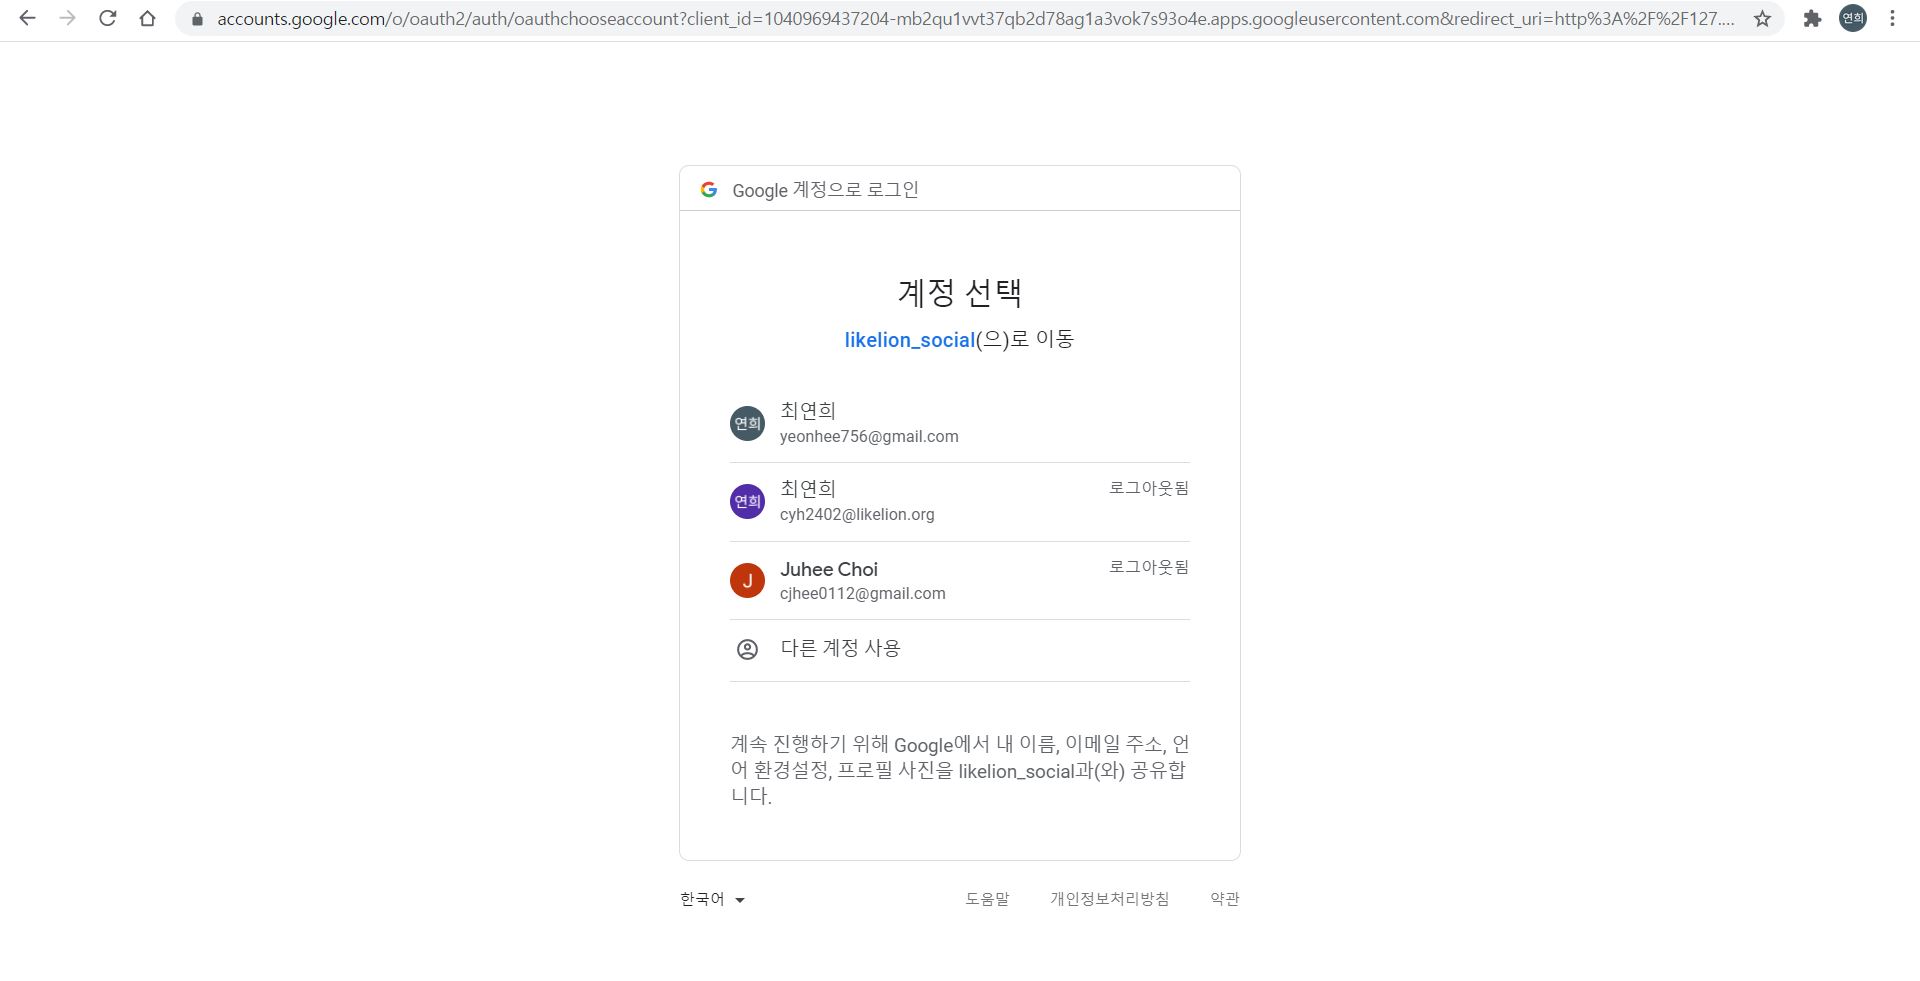 accounts.google.com/o/oauth2/auth/oauthchooseaccount?client_id=1040969437204-mb2qu1vvt37qb2d78ag1a3vok7s93o4e.apps.googleusercontent.com&redirect_uri=http%3A%2F%2F127....
연희
Google 계정으로 로그인
계정 선택
likelion_social(으)로 이동
연희 최연희
yeonhee756@gmail.com
연희 최연희 로그아웃됨
cyh2402@likelion.org
J Juhee Choi 로그아웃됨
cjhee0112@gmail.com
다른 계정 사용
계속 진행하기 위해 Google에서 내 이름, 이메일 주소, 언
어 환경설정, 프로필 사진을 likelion_social과(와) 공유합
니다.
한국어 도움말 개인정보처리방침 약관